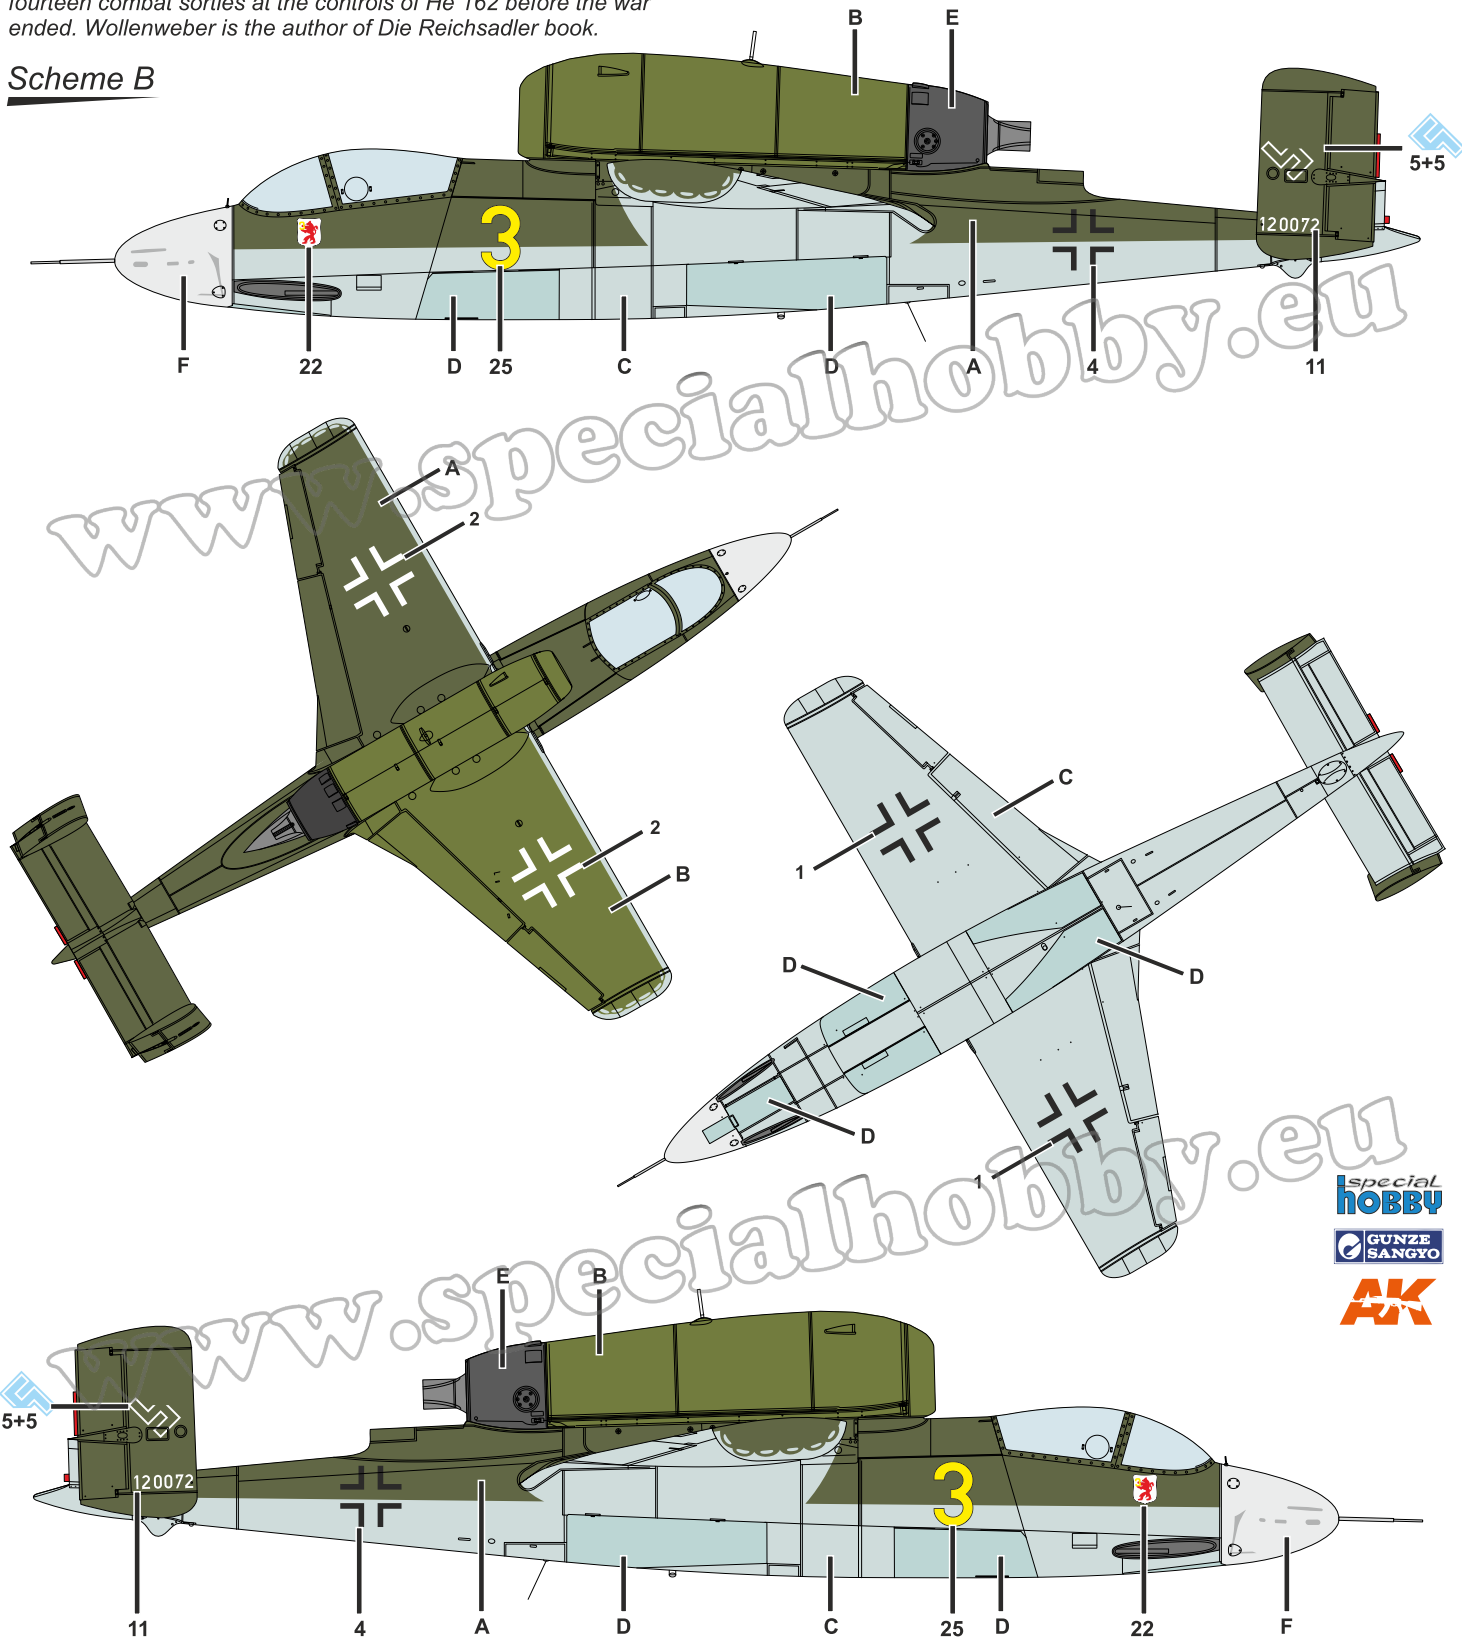 fourteen combat sorties at the controls of He 162 before the war
ended. Wollenweber is the author of Die Reichsadler book.
Scheme B
B E
5+5
3
120072
F 22 D 25 C D A 4 11
www.specialhobby.eu
A
2
2
B
C
1
D
D
D
1
special
HOBBY
GUNZE
SANGYO
AK
www.specialhobby.eu
E B
5+5
120072
3
11 4 A D C 25 D 22 F